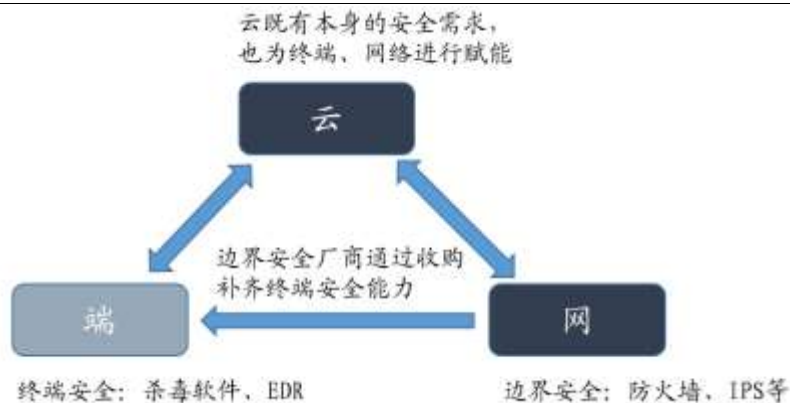 云既有本身的安全需求，
也为终端、网络进行赋能
云
边界安全厂商通过收购
补齐终端安全能力
端
网
终端安全：杀毒软件、EDR
边界安全：防火墙、IPS等